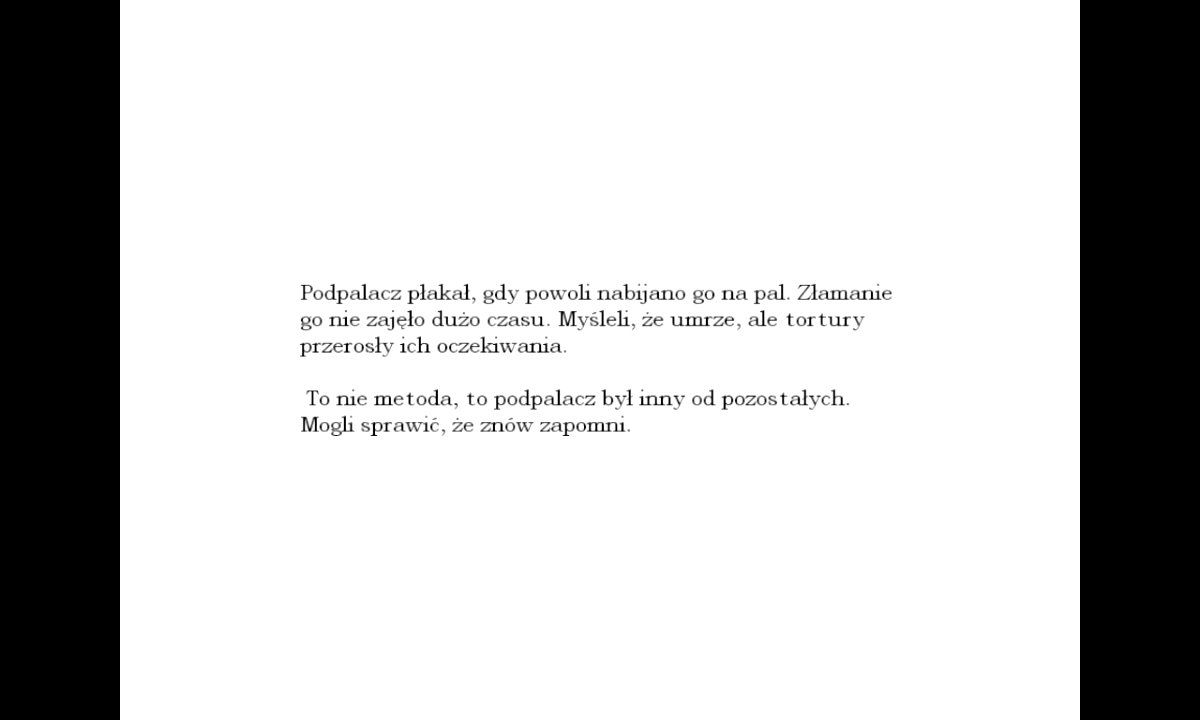 Podpalacz płakał, gdy powoli nabijano go na pal. Złamanie
go nie zajęło dużo czasu. Myśleli, że umrze, ale tortury
przerosły ich oczekiwania.
To nie metoda, to podpalacz był inny od pozostałych.
Mogli sprawić, że znów zapomni.